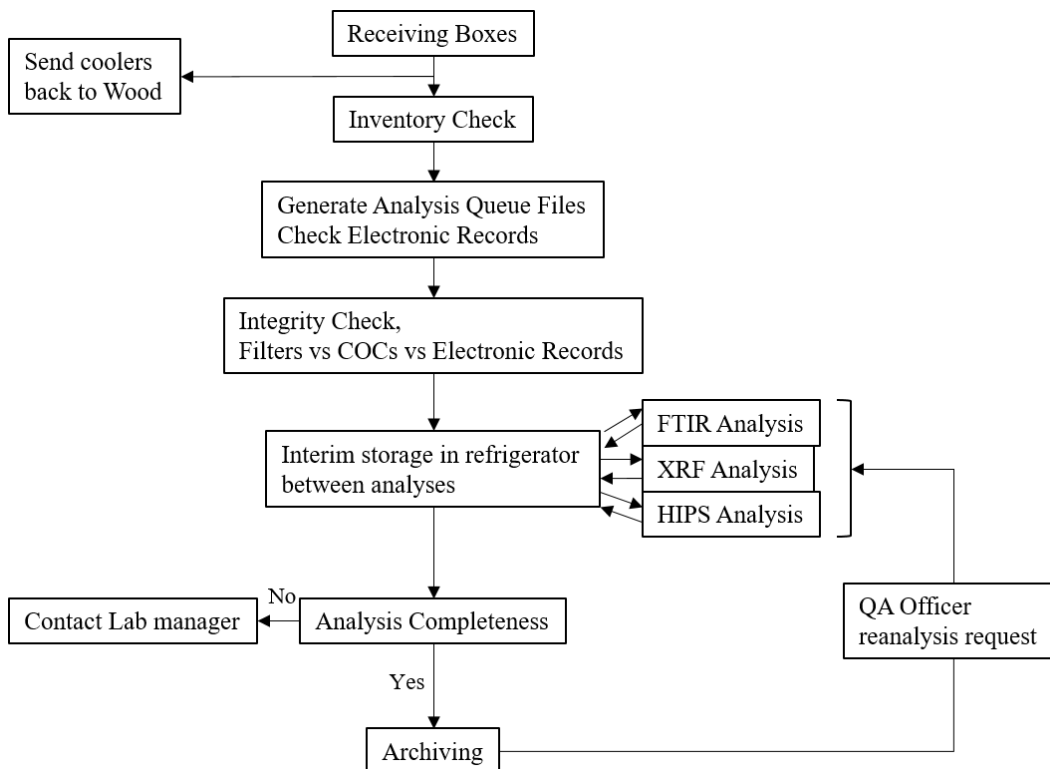 Receiving Boxes
Send coolers
back to Wood
Inventory Check
Generate Analysis Queue Files
Check Electronic Records
Integrity Check,
Filters vs COCs vs Electronic Records
Interim storage in refrigerator
between analyses
FTIR Analysis
XRF Analysis
HIPS Analysis
QA Officer
reanalysis request
Contact Lab manager
No
Analysis Completeness
Yes
Archiving